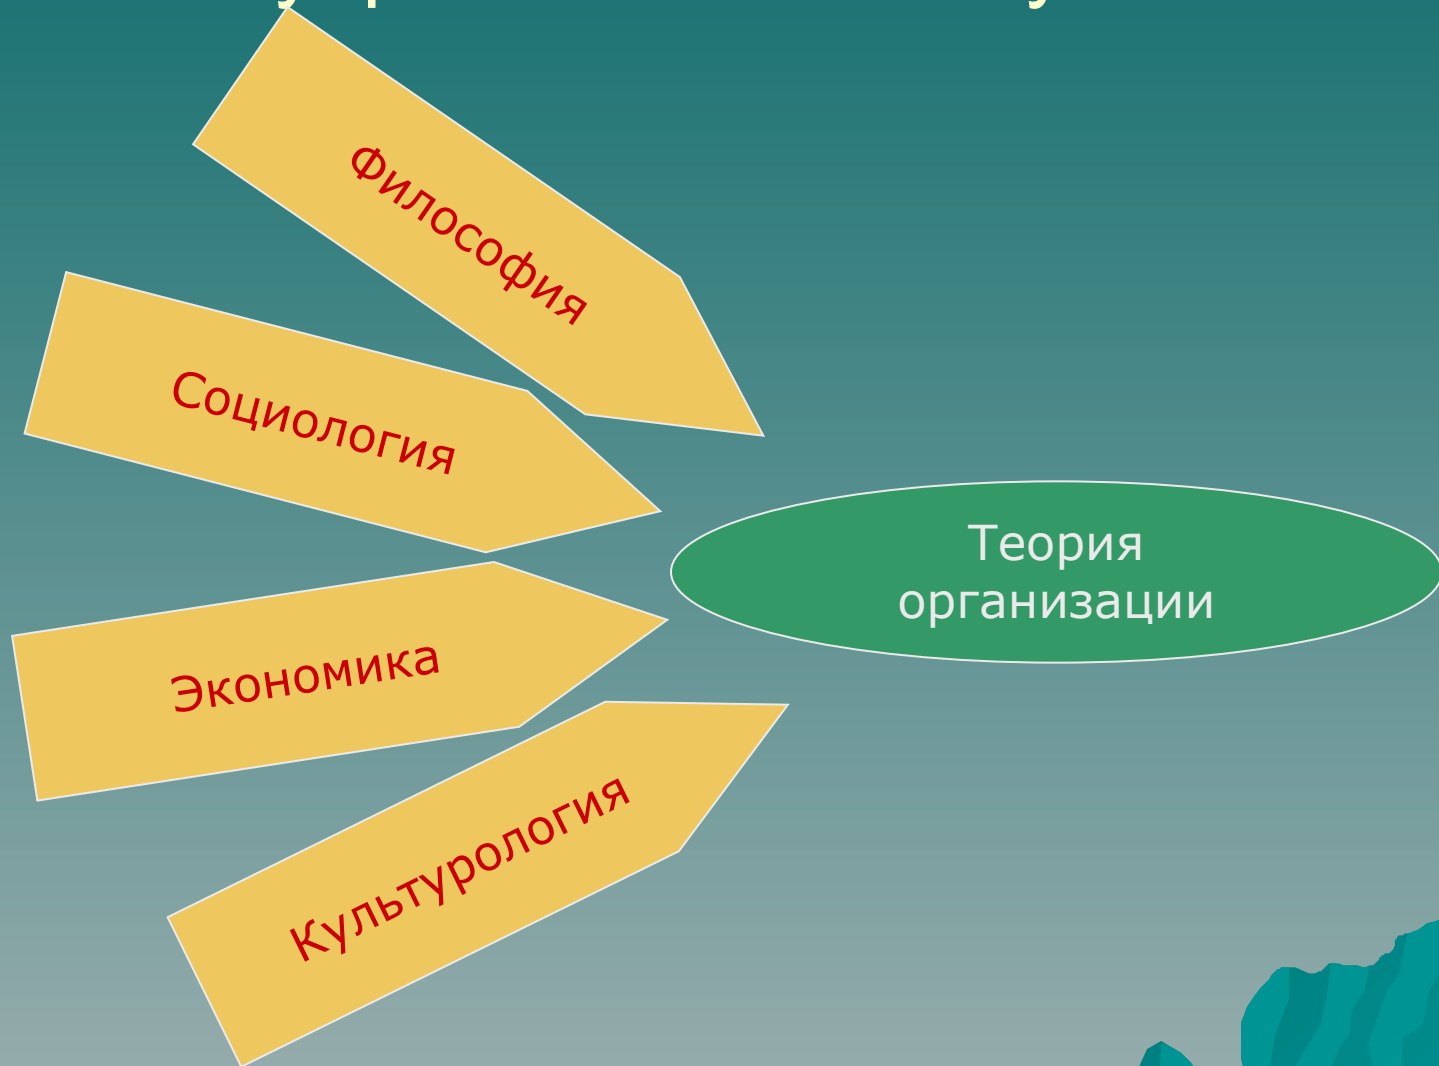 Философия
Социология
Теория
организации
Экономика
Культурология